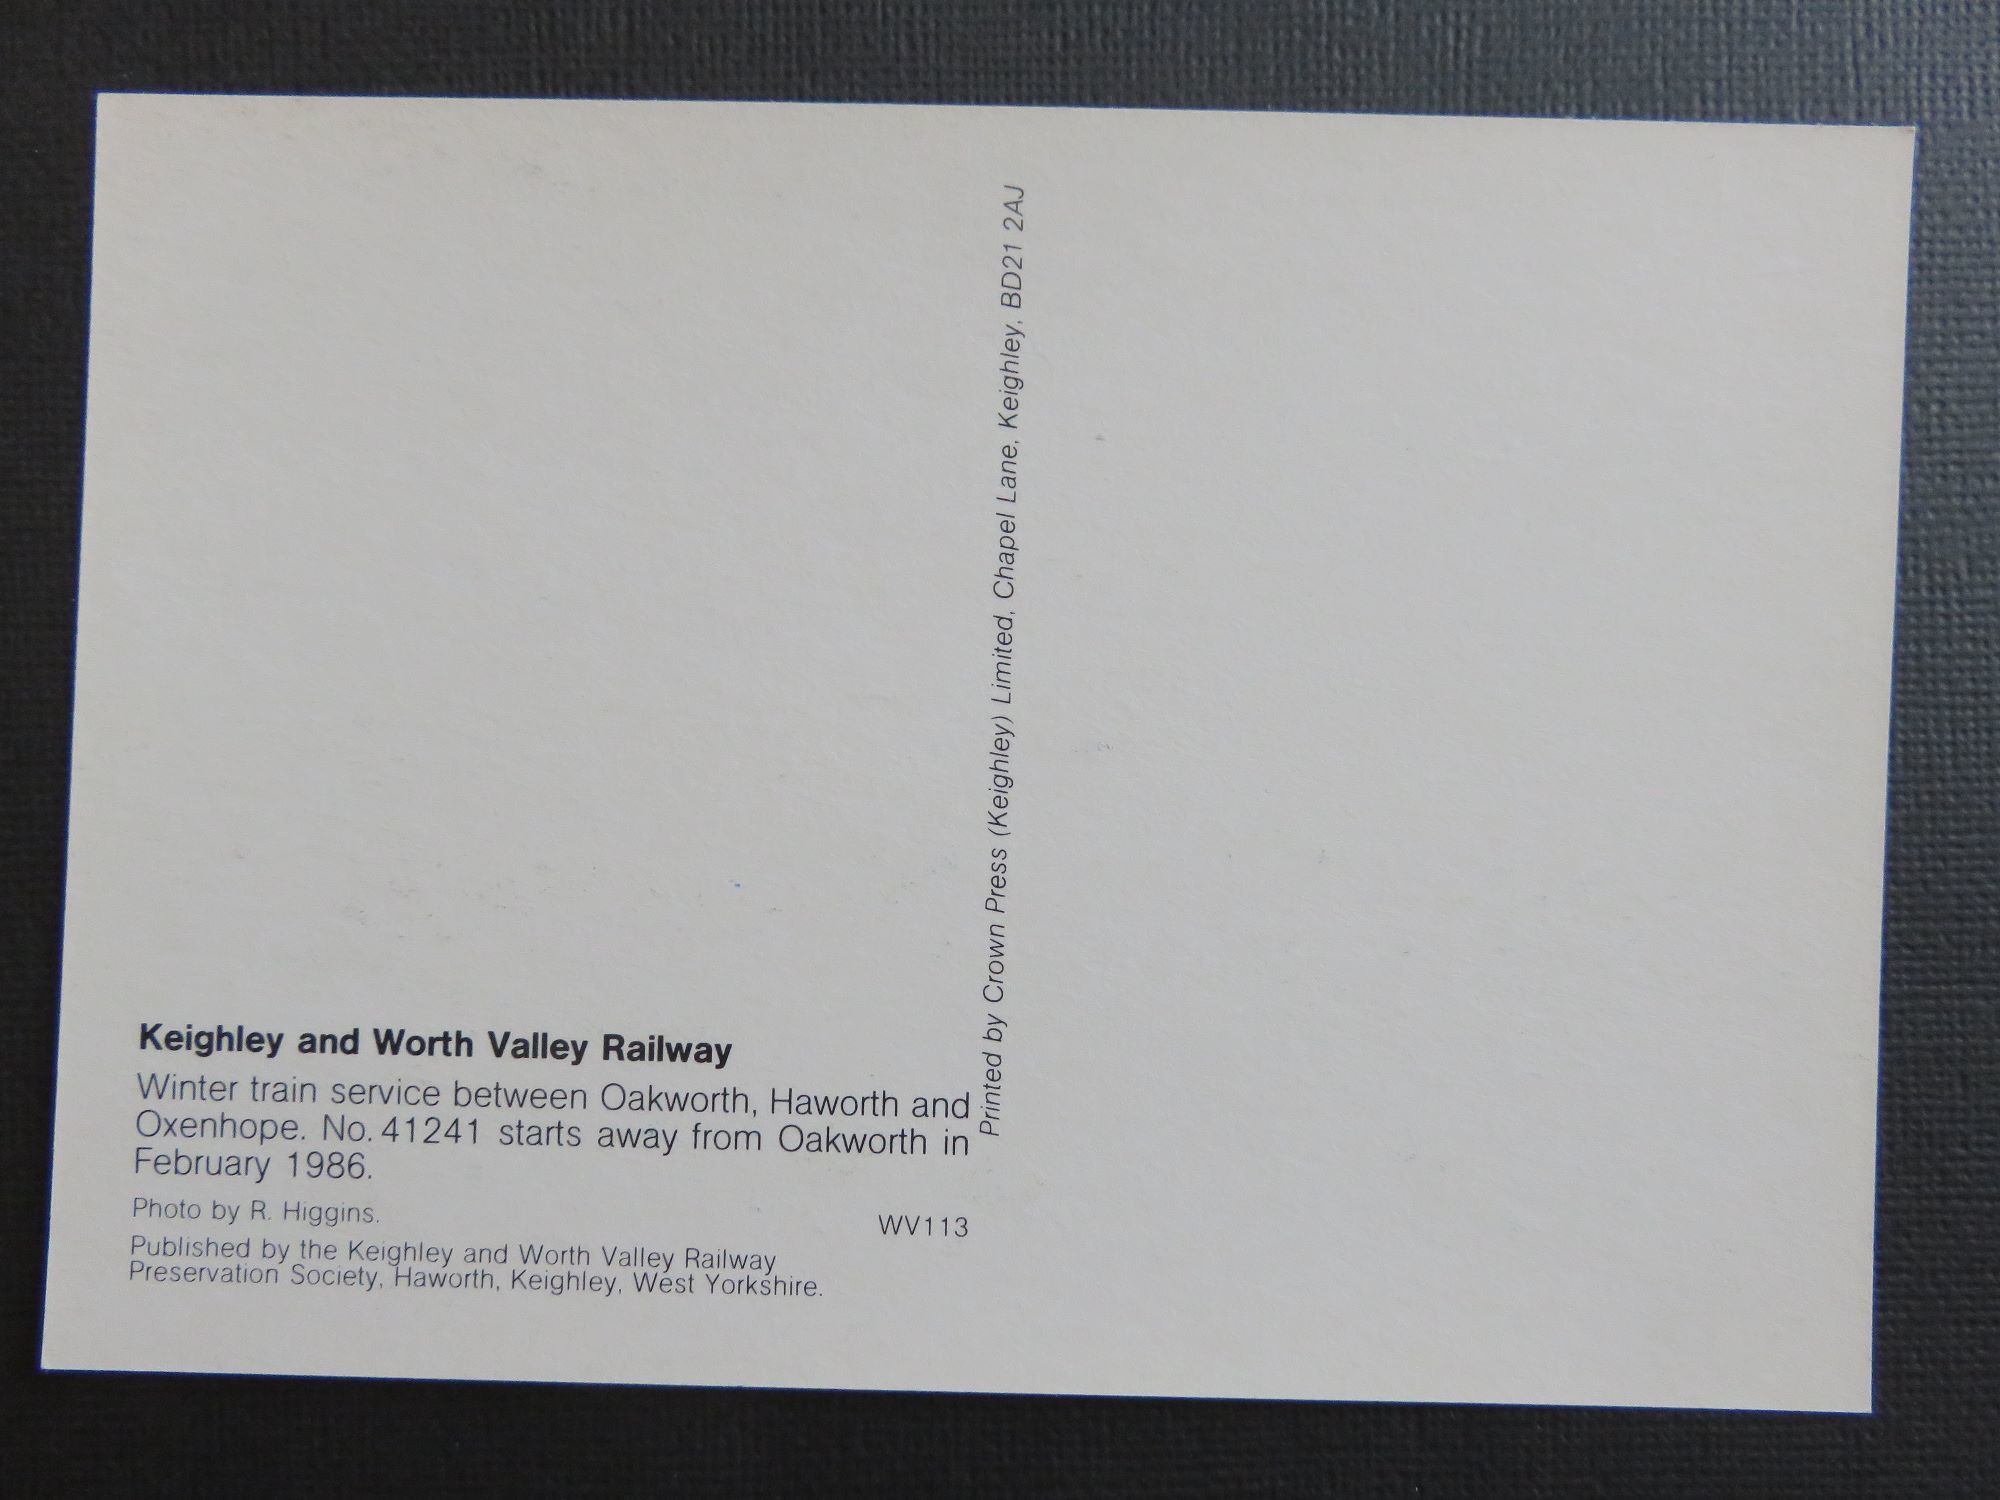 Keighley and Worth Valley Railway
Winter train service between Oakworth, Haworth and
Oxenhope. No. 41241 starts away from Oakworth in
February 1986.
Photo by R. Higgins.
WV113
Published by the Keighley and Worth Valley Railway
Preservation Society, Haworth, Keighley, West Yorkshire.
Printed by Crown Press (Keighley) Limited, Chapel Lane, Keighley, BD21 2AJ